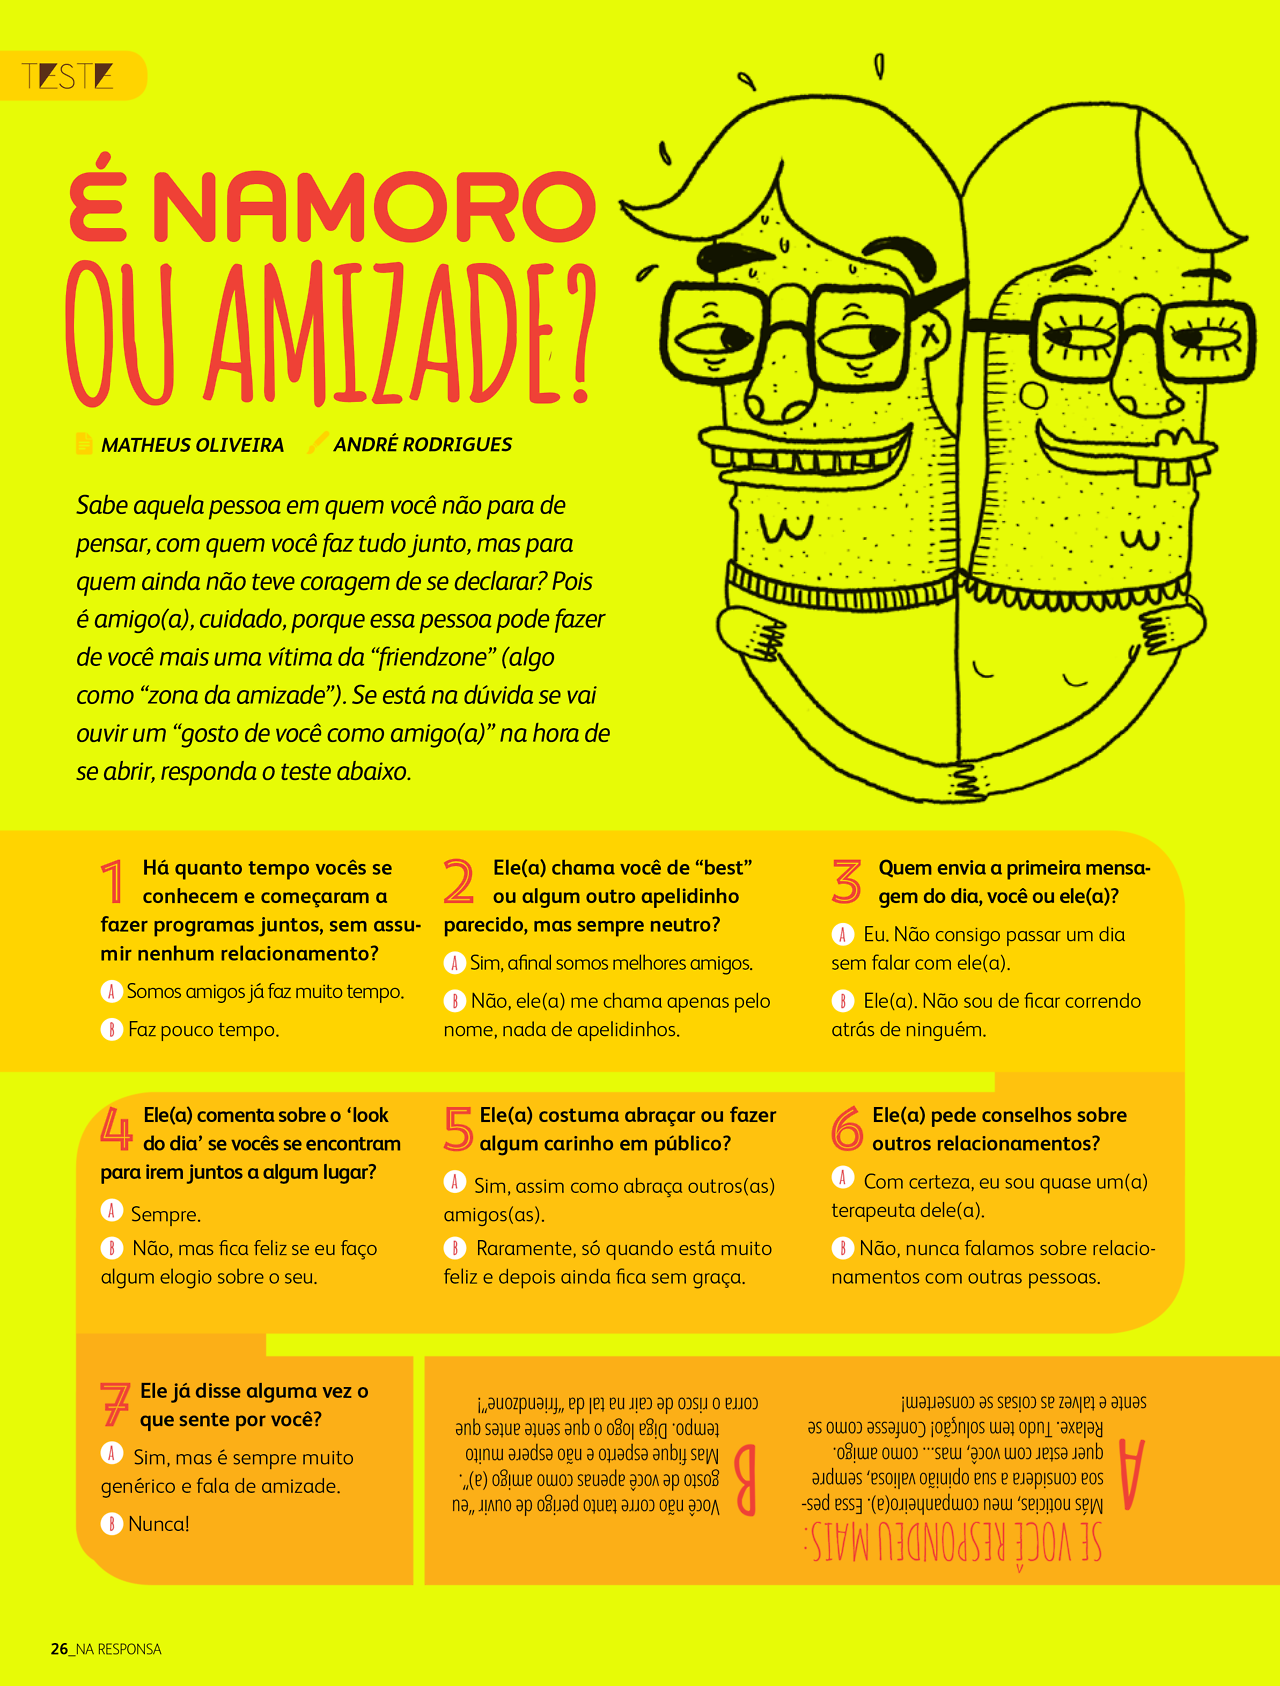 TESTE
É NAMORO
OU AMIZADE?
MATHEUS OLIVEIRA ANDRÉ RODRIGUES
Sabe aquela pessoa em quem você não para de
pensar, com quem você faz tudo junto, mas para
quem ainda não teve coragem de se declarar? Pois
é amigo(a), cuidado, porque essa pessoa pode fazer
de você mais uma vítima da “friendzone” (algo
como “zona da amizade”). Se está na dúvida se vai
ouvir um “gosto de você como amigo(a)” na hora de
se abrir, responda o teste abaixo.
1 Há quanto tempo vocês se
conhecem e começaram a
fazer programas juntos, sem assu-
mir nenhum relacionamento?
A Somos amigos já faz muito tempo.
B Faz pouco tempo.
2 Ele(a) chama você de “best”
ou algum outro apelidinho
parecido, mas sempre neutro?
A Sim, afinal somos melhores amigos.
B Não, ele(a) me chama apenas pelo
nome, nada de apelidinhos.
3 Quem envia a primeira mensa-
gem do dia, você ou ele(a)?
A Eu. Não consigo passar um dia
sem falar com ele(a).
B Ele(a). Não sou de ficar correndo
atrás de ninguém.
4 Ele(a) comenta sobre o ‘look
do dia’ se vocês se encontram
para irem juntos a algum lugar?
A Sempre.
B Não, mas fica feliz se eu faço
algum elogio sobre o seu.
5 Ele(a) costuma abraçar ou fazer
algum carinho em público?
A Sim, assim como abraça outros(as)
amigos(as).
B Raramente, só quando está muito
feliz e depois ainda fica sem graça.
6 Ele(a) pede conselhos sobre
outros relacionamentos?
A Com certeza, eu sou quase um(a)
terapeuta dele(a).
B Não, nunca falamos sobre relacio-
namentos com outras pessoas.
7 Ele já disse alguma vez o
que sente por você?
A Sim, mas é sempre muito
genérico e fala de amizade.
B Nunca!
SE VOCÊ RESPONDEU MAIS:
A Más notícias, meu companheiro(a). Essa pes-
soa considera a sua opinião valiosa, sempre
quer estar com você, mas... como amigo.
Relaxe. Tudo tem solução! Confesse como se
sente e talvez as coisas se consertem!
B Você não corre tanto perigo de ouvir “eu
gosto de você apenas como amigo (a)”.
Mas fique esperto e não espere muito
tempo. Diga logo o que sente antes que
corra o risco de cair na tal da “friendzone”!
26_NA RESPONSA